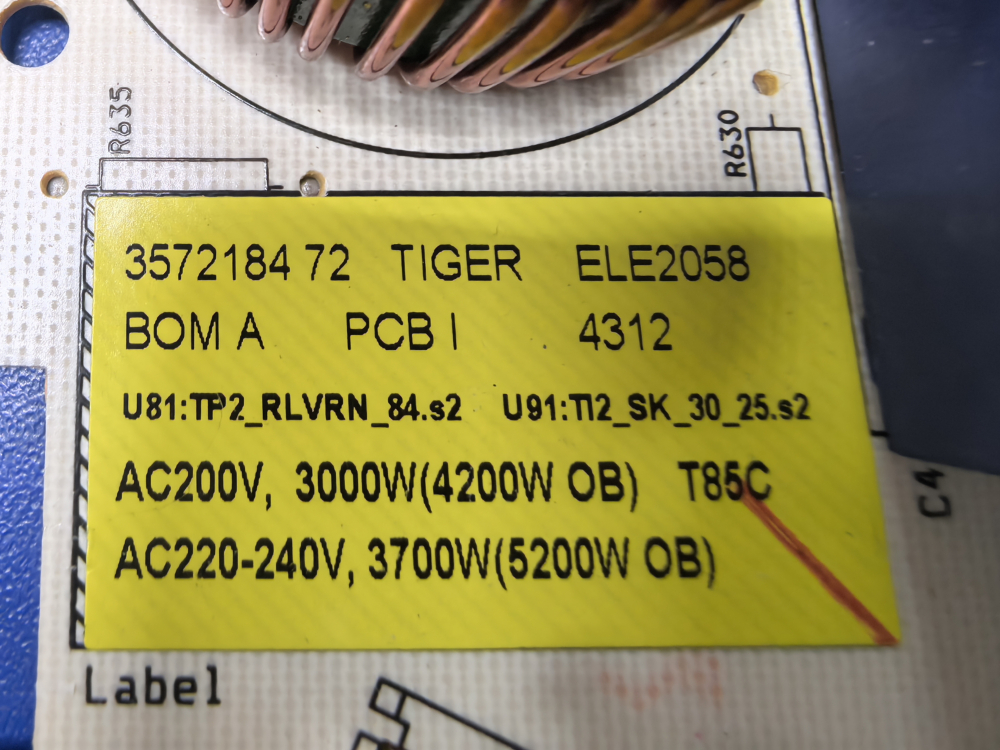 R635
R630
3572184 72 TIGER ELE2058
BOM A PCB I 4312
U81:TP2_RLVRN_84.s2 U91:TI2_SK_30_25.s2
AC200V, 3000W(4200W OB) T85C
AC220-240V, 3700W(5200W OB)
C4
Label